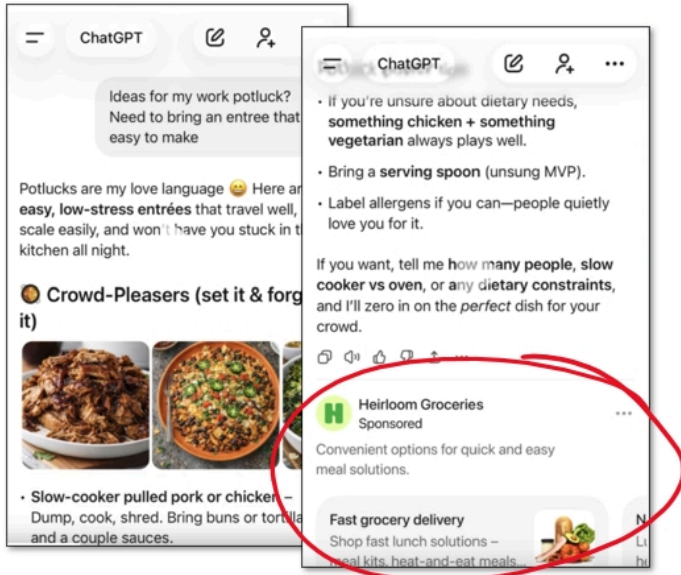 ChatGPT
Ideas for my work potluck?
Need to bring an entree that
easy to make
Potlucks are my love language 😄 Here ar
easy, low-stress entrées that travel well,
scale easily, and won't have you stuck in t
kitchen all night.
🥘 Crowd-Pleasers (set it & forg
it)
• Slow-cooker pulled pork or chicken –
Dump, cook, shred. Bring buns or tortilla
and a couple sauces.
ChatGPT
• If you're unsure about dietary needs,
something chicken + something
vegetarian always plays well.
• Bring a serving spoon (unsung MVP).
• Label allergens if you can—people quietly
love you for it.
If you want, tell me how many people, slow
cooker vs oven, or any dietary constraints,
and I'll zero in on the perfect dish for your
crowd.
H
Heirloom Groceries
Sponsored
Convenient options for quick and easy
meal solutions.
Fast grocery delivery
Shop fast lunch solutions –
meal kits, heat-and-eat meals...
N